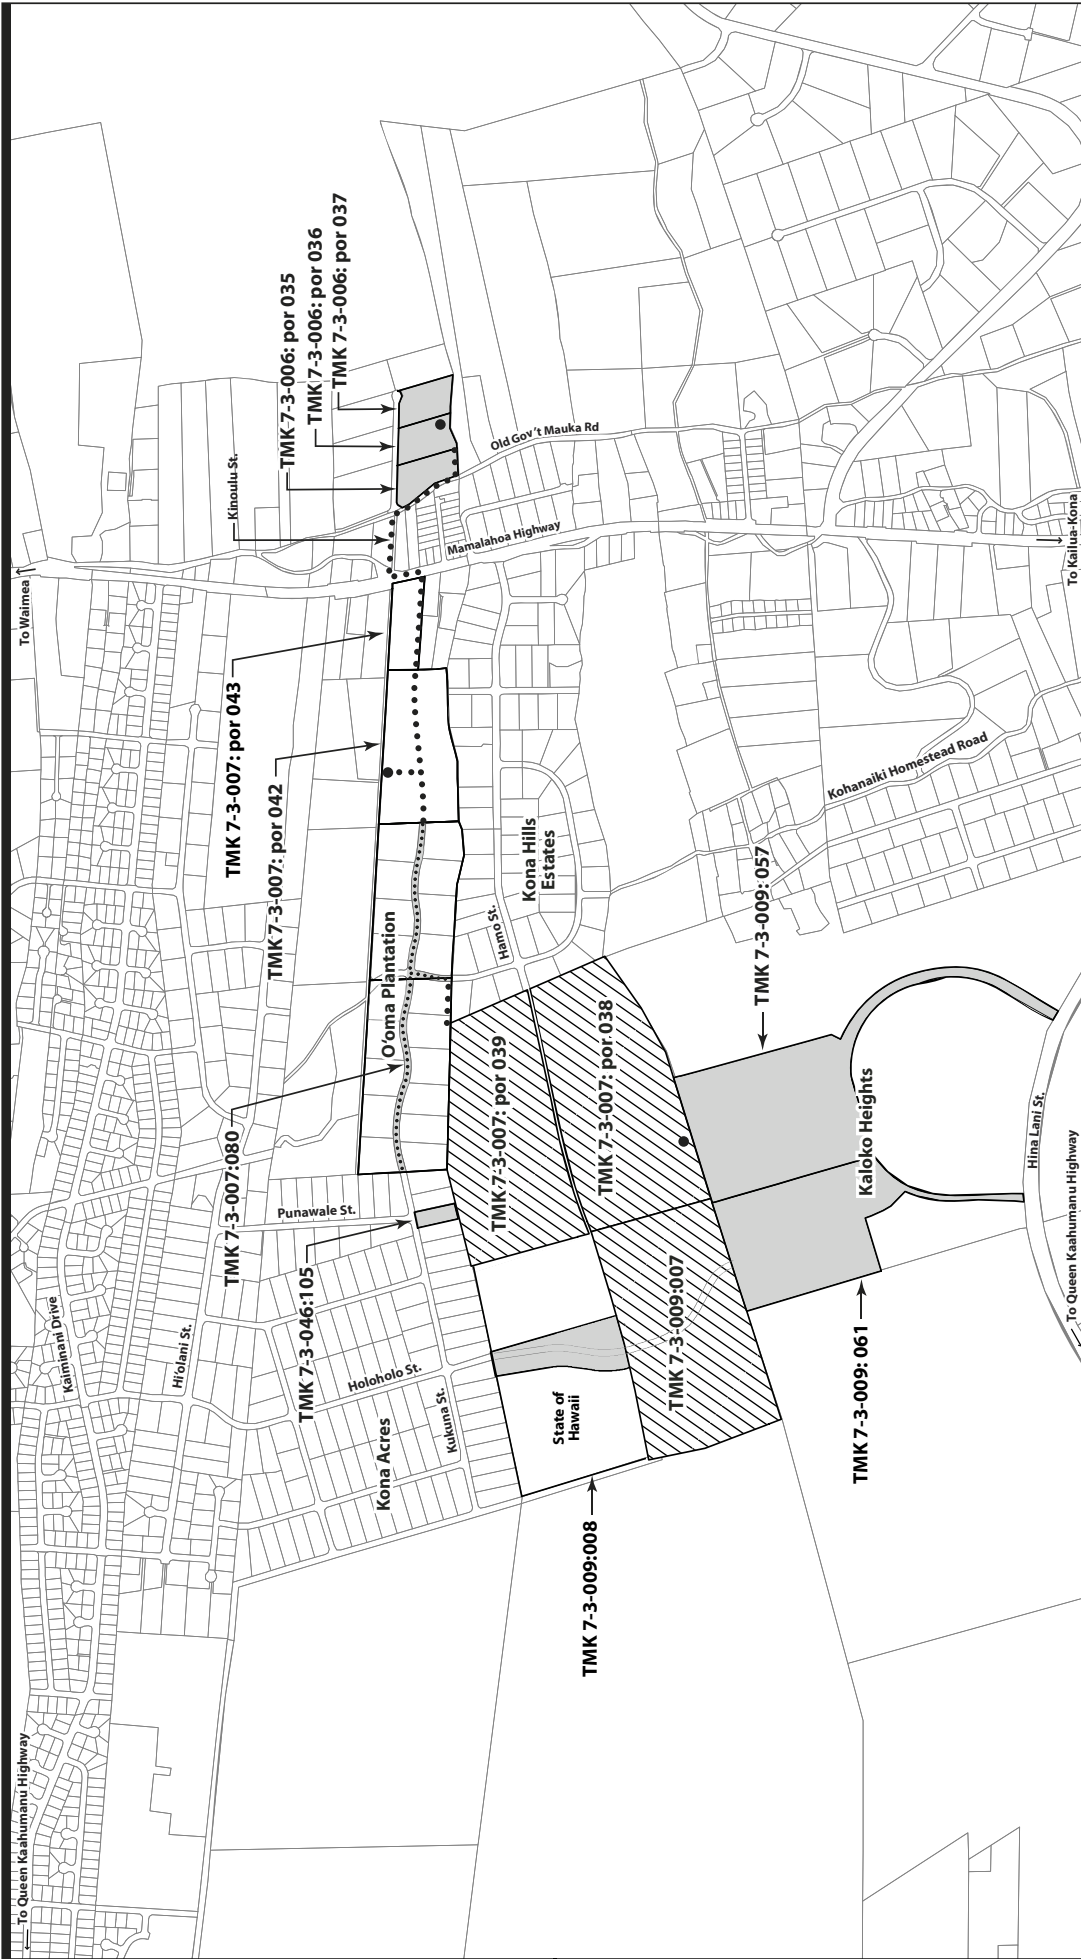 TMK 7-3-006: por 035
TMK 7-3-006: por 036
TMK 7-3-006: por 037
Kinoulu St.
Old Gov't Mauka Rd
Mamalahoa Highway
To Waimea
To Kailua-Kona
TMK 7-3-007: por 043
TMK 7-3-007: por 042
Kohanaiki Homestead Road
Kona Hills
Estates
Hamo St.
O'oma Plantation
TMK 7-3-009: 057
TMK 7-3-007: por 039
TMK 7-3-007: por 038
TMK 7-3-007:080
Kaloko Heights
Hina Lani St.
To Queen Kaahumanu Highway
Punawale St.
TMK 7-3-046:105
TMK 7-3-009:007
Kaiminani Drive
Hi'olani St.
Holoholo St.
Kukuna St.
Kona Acres
State of
Hawaii
TMK 7-3-009: 061
TMK 7-3-009:008
To Queen Kaahumanu Highway